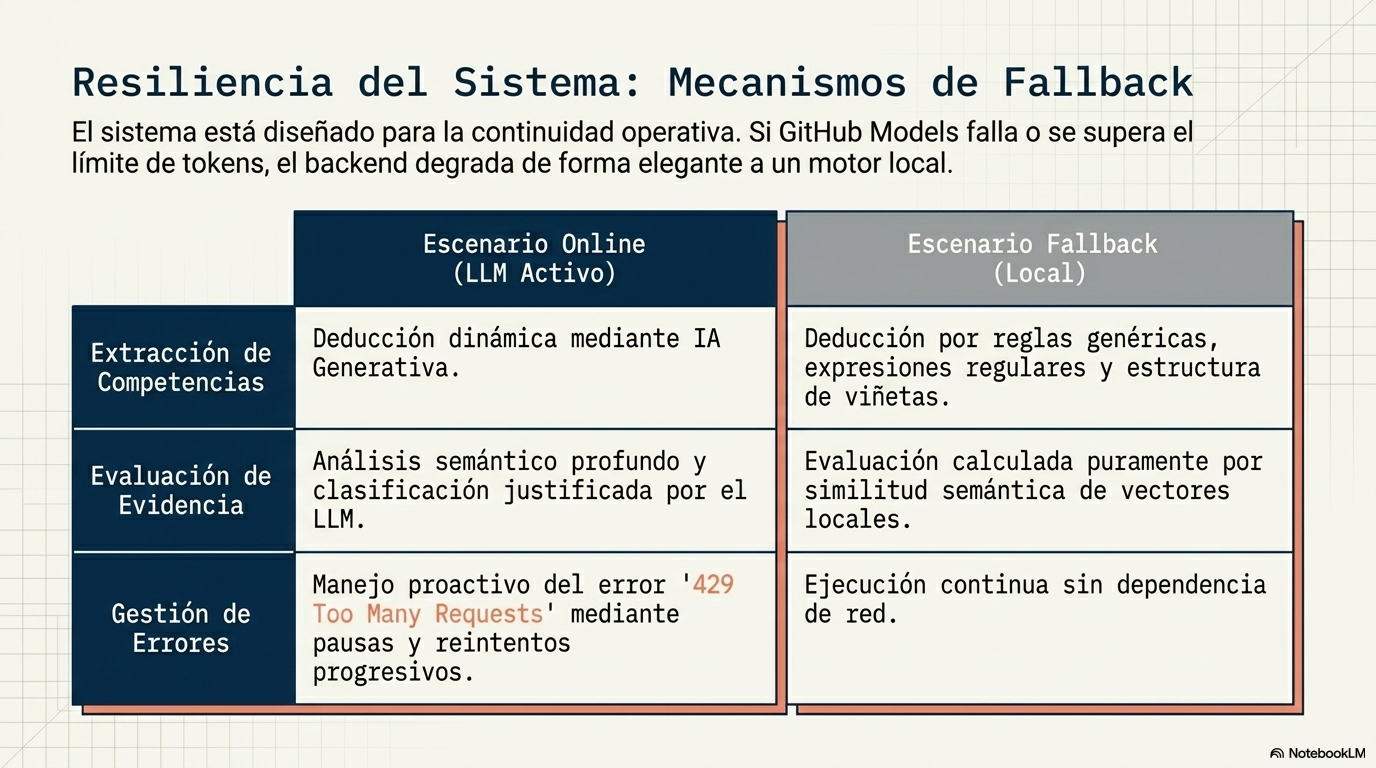 Resiliencia del Sistema: Mecanismos de Fallback
El sistema está diseñado para la continuidad operativa. Si GitHub Models falla o se supera el
límite de tokens, el backend degrada de forma elegante a un motor local.
Escenario Online
(LLM Activo)
Escenario Fallback
(Local)
Extracción de
Competencias
Deducción dinámica mediante IA
Generativa.
Deducción por reglas genéricas,
expresiones regulares y estructura
de viñetas.
Evaluación de
Evidencia
Análisis semántico profundo y
clasificación justificada por el
LLM.
Evaluación calculada puramente por
similitud semántica de vectores
locales.
Gestión de
Errores
Manejo proactivo del error '429
Too Many Requests' mediante
pausas y reintentos
progresivos.
Ejecución continua sin dependencia
de red.
NotebookLM